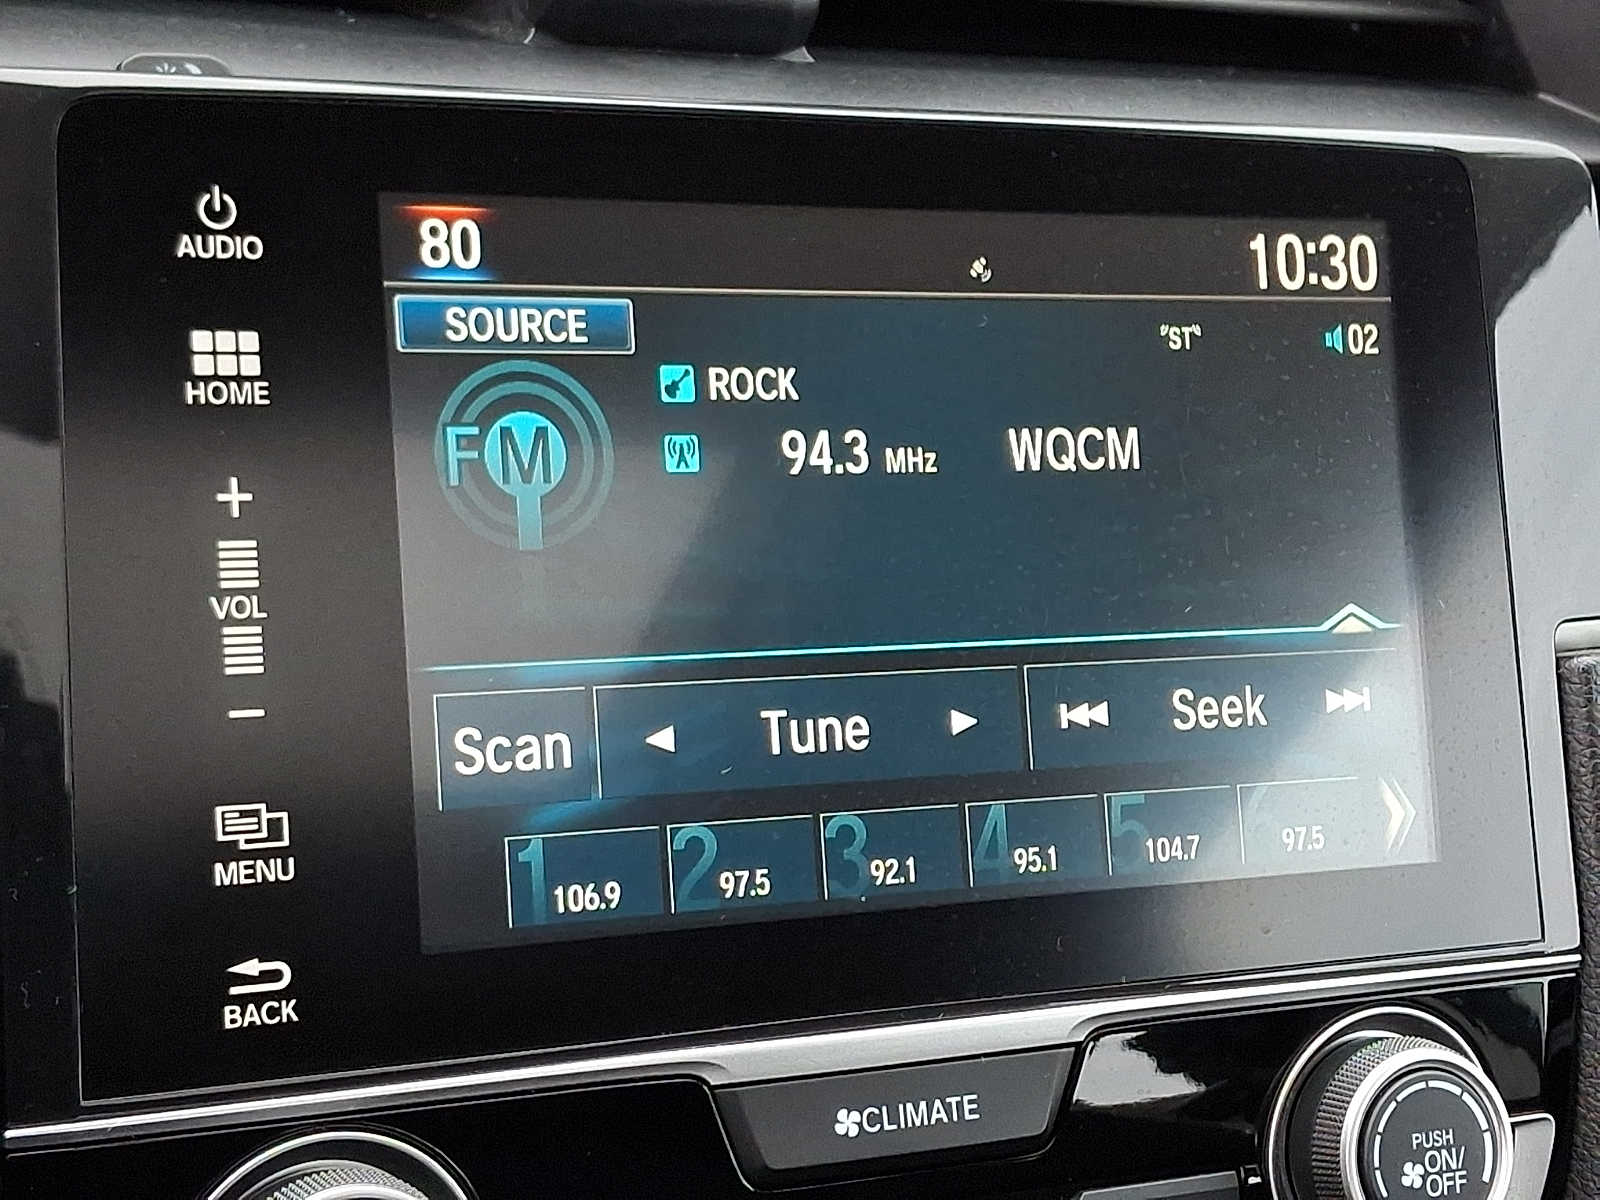 AUDIO
80
10:30
SOURCE
"ST"
02
HOME
ROCK
FM
94.3 MHz
WQCM
+
VOL
−
Scan
Tune
Seek
1 106.9
2 97.5
3 92.1
4 95.1
5 104.7
6 97.5
MENU
BACK
CLIMATE
PUSH
ON/
OFF